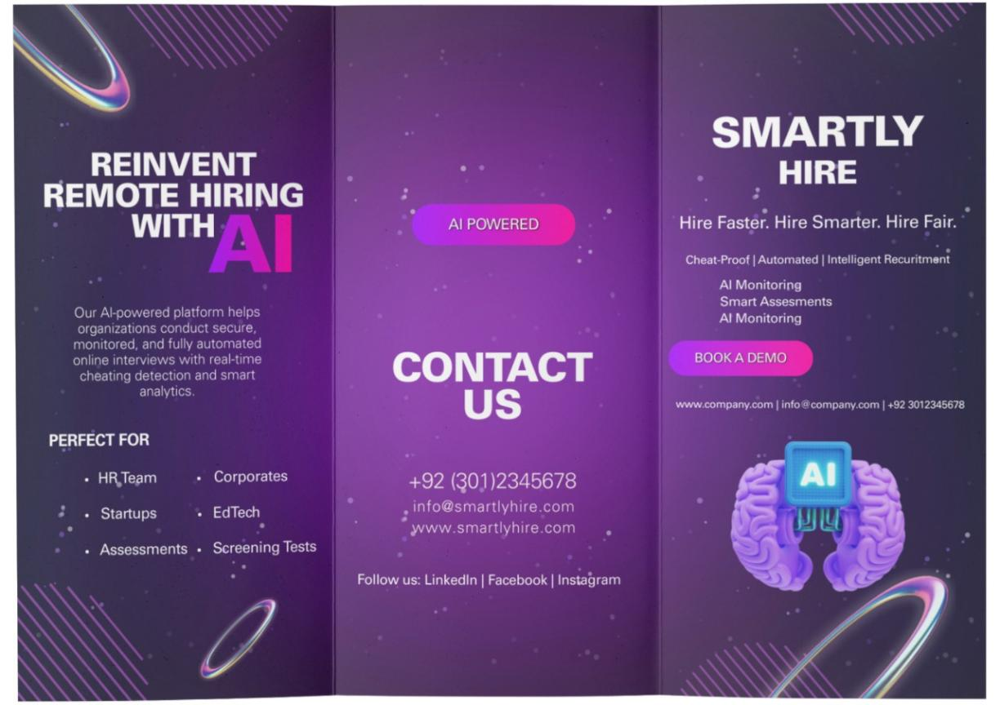 REINVENT
REMOTE HIRING
WITH AI
Our AI-powered platform helps
organizations conduct secure,
monitored, and fully automated
online interviews with real-time
cheating detection and smart
analytics.
PERFECT FOR
• HR Team • Corporates
• Startups • EdTech
• Assessments • Screening Tests
AI POWERED
CONTACT
US
+92 (301)2345678
info@smartlyhire.com
www.smartlyhire.com
Follow us: LinkedIn | Facebook | Instagram
SMARTLY
HIRE
Hire Faster. Hire Smarter. Hire Fair.
Cheat-Proof | Automated | Intelligent Recuritment
AI Monitoring
Smart Assesments
AI Monitoring
BOOK A DEMO
www.company.com | info@company.com | +92 3012345678
AI